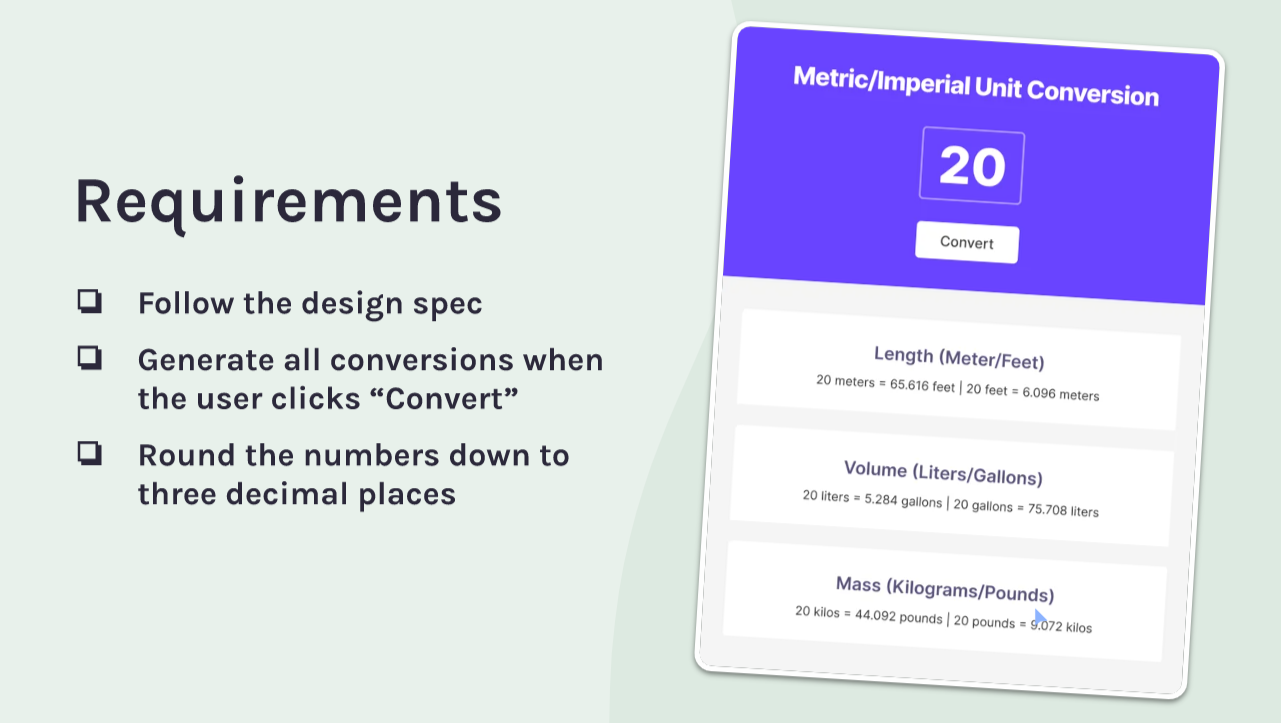 Requirements
Follow the design spec
Generate all conversions when
the user clicks “Convert”
Round the numbers down to
three decimal places
Metric/Imperial Unit Conversion
20
Convert
Length (Meter/Feet)
20 meters = 65.616 feet | 20 feet = 6.096 meters
Volume (Liters/Gallons)
20 liters = 5.284 gallons | 20 gallons = 75.708 liters
Mass (Kilograms/Pounds)
20 kilos = 44.092 pounds | 20 pounds = 9.072 kilos